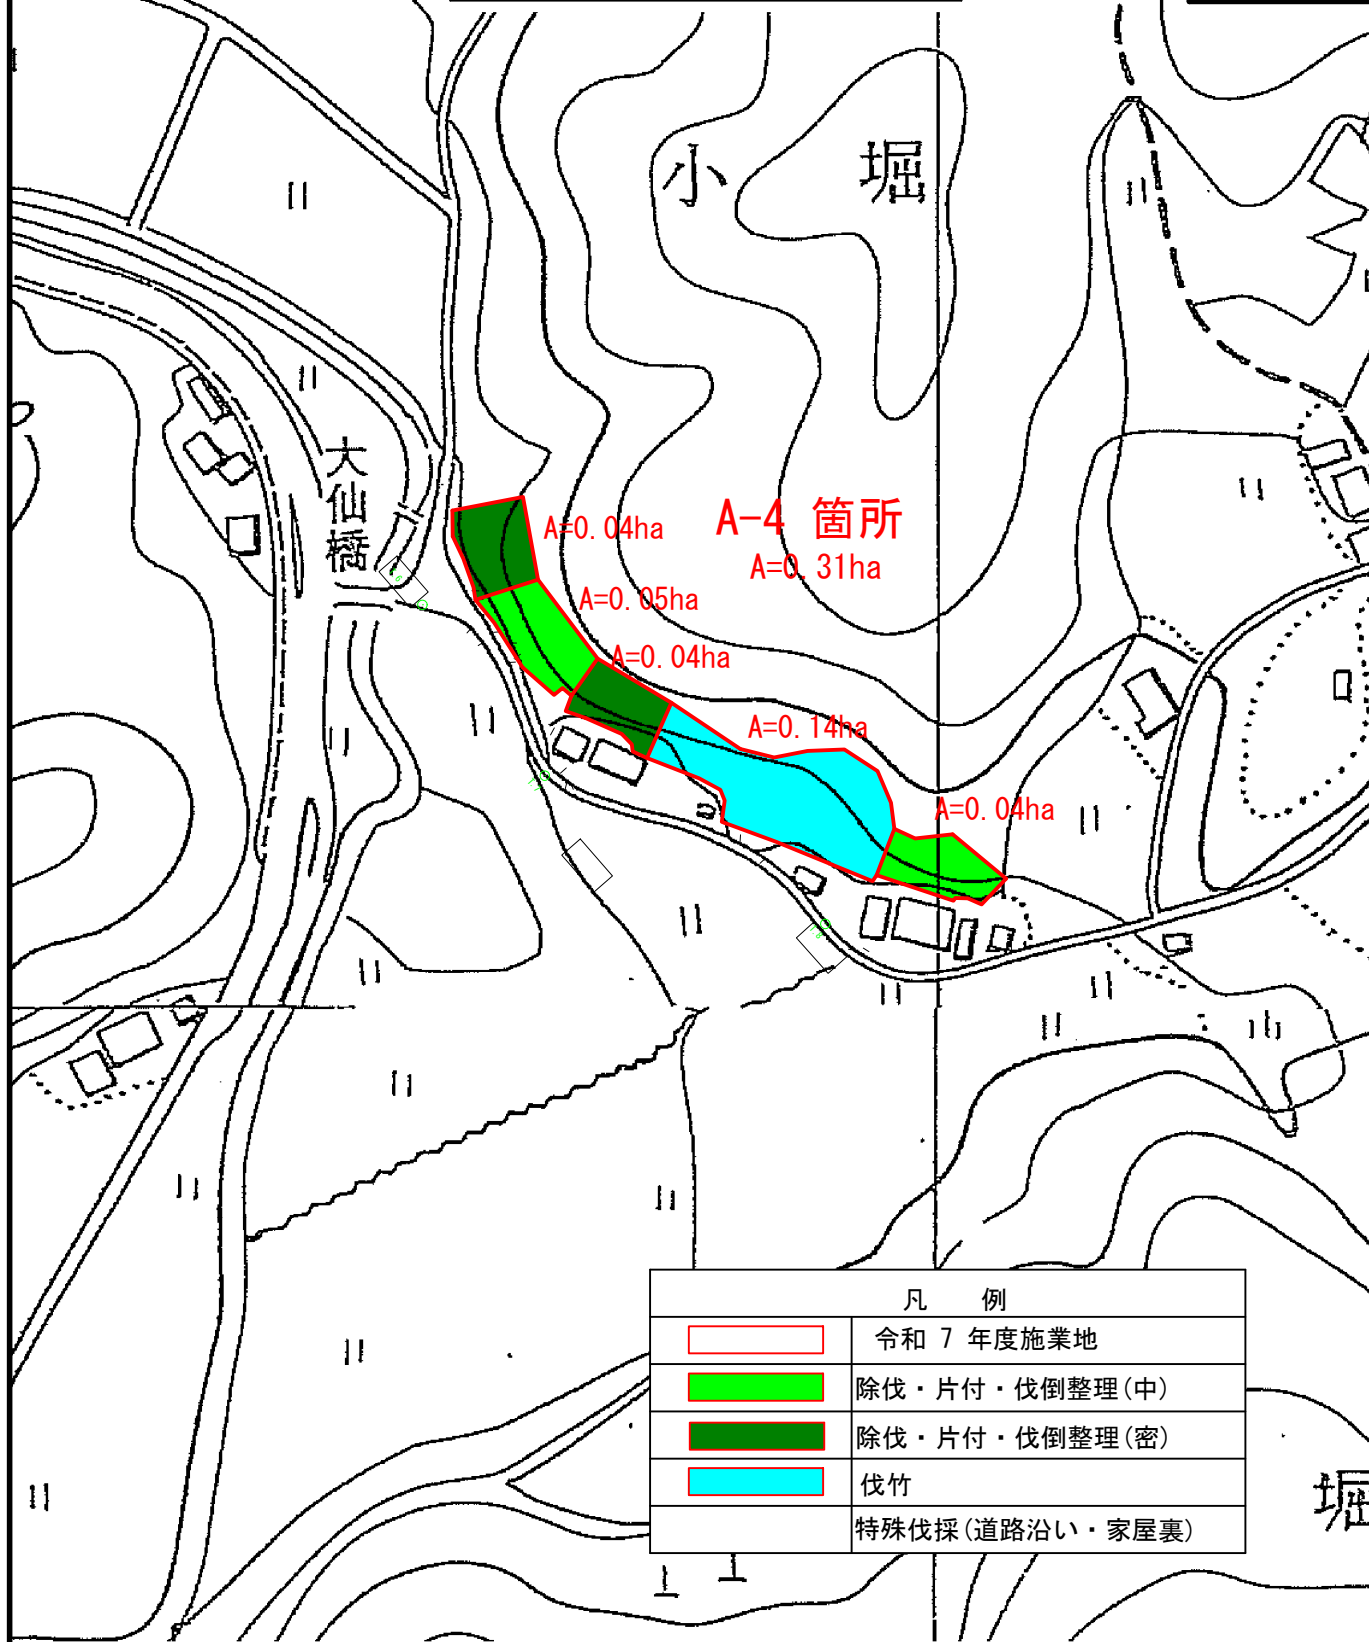 小 堀
大仙橋
A-4 箇所
A=0.31ha
A=0.04ha
A=0.05ha
A=0.04ha
A=0.14ha
A=0.04ha
凡 例
令和 7 年度施業地
除伐・片付・伐倒整理(中)
除伐・片付・伐倒整理(密)
伐竹
特殊伐採(道路沿い・家屋裏)
堀